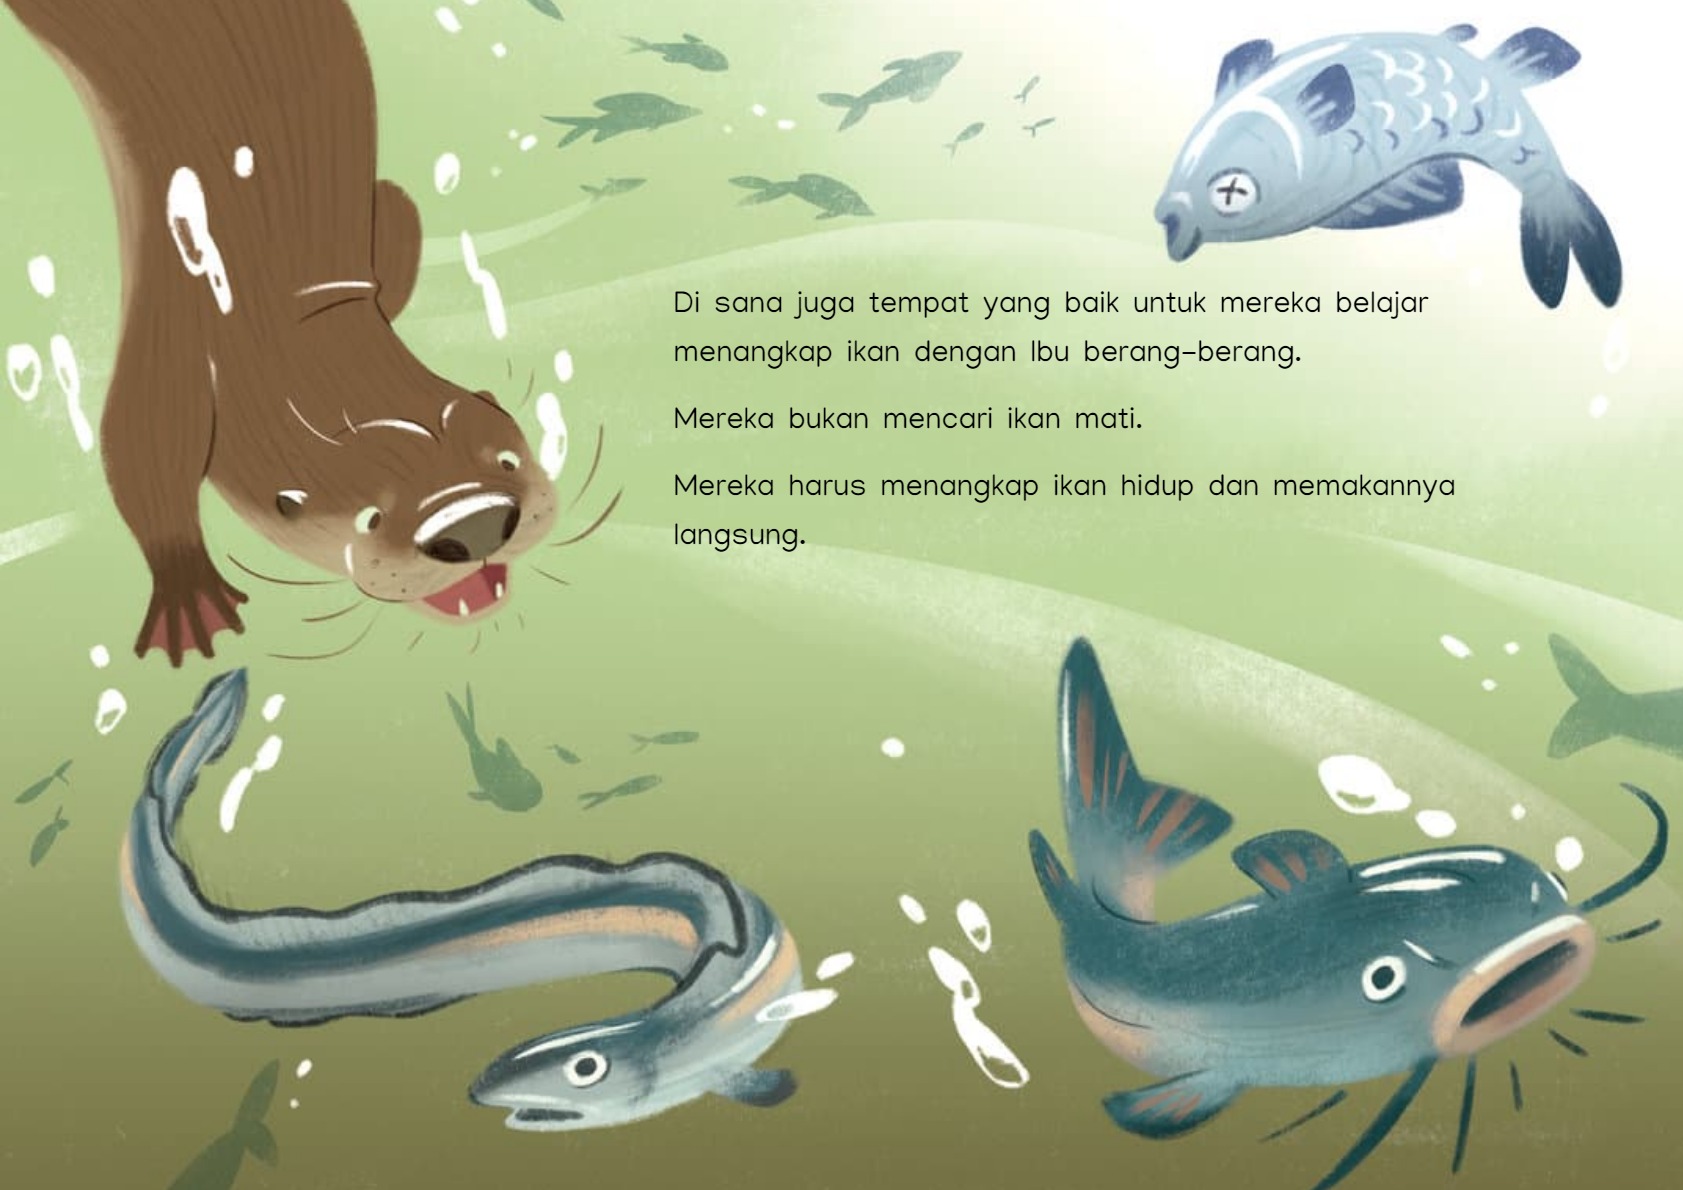 Di sana juga tempat yang baik untuk mereka belajar
menangkap ikan dengan Ibu berang-berang.
Mereka bukan mencari ikan mati.
Mereka harus menangkap ikan hidup dan memakannya
langsung.